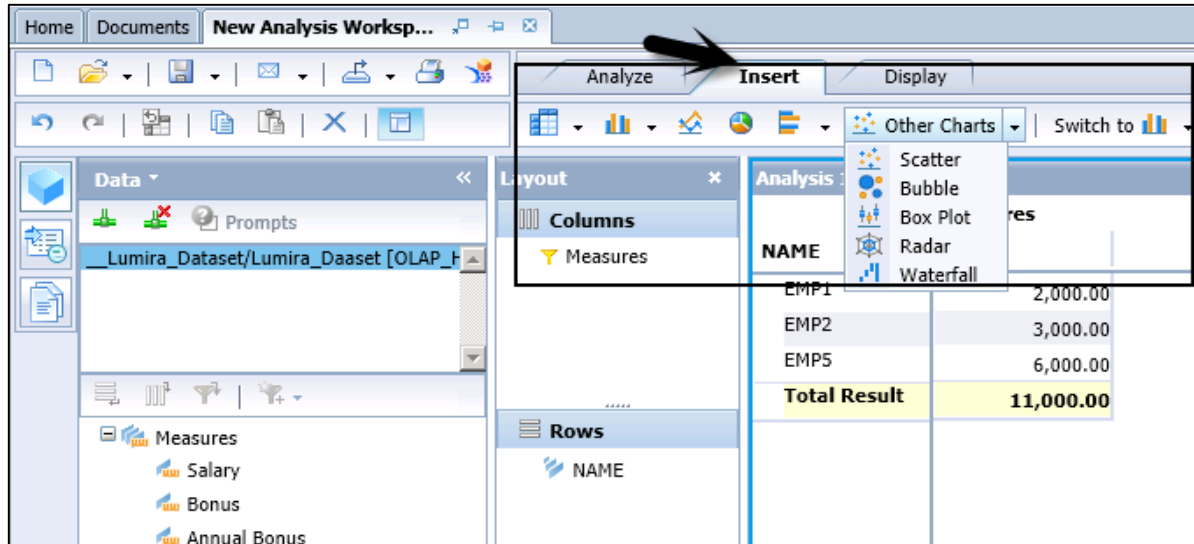 Home Documents New Analysis Worksp...
Analyze Insert Display
Other Charts Switch to
Scatter
Bubble
Box Plot
Radar
Waterfall
Data
Prompts
__Lumira_Dataset/Lumira_Daaset [OLAP_H
Measures
Salary
Bonus
Annual Bonus
Layout
Columns
Measures
Rows
NAME
Analysis
res
NAME
EMP1 2,000.00
EMP2 3,000.00
EMP5 6,000.00
Total Result 11,000.00